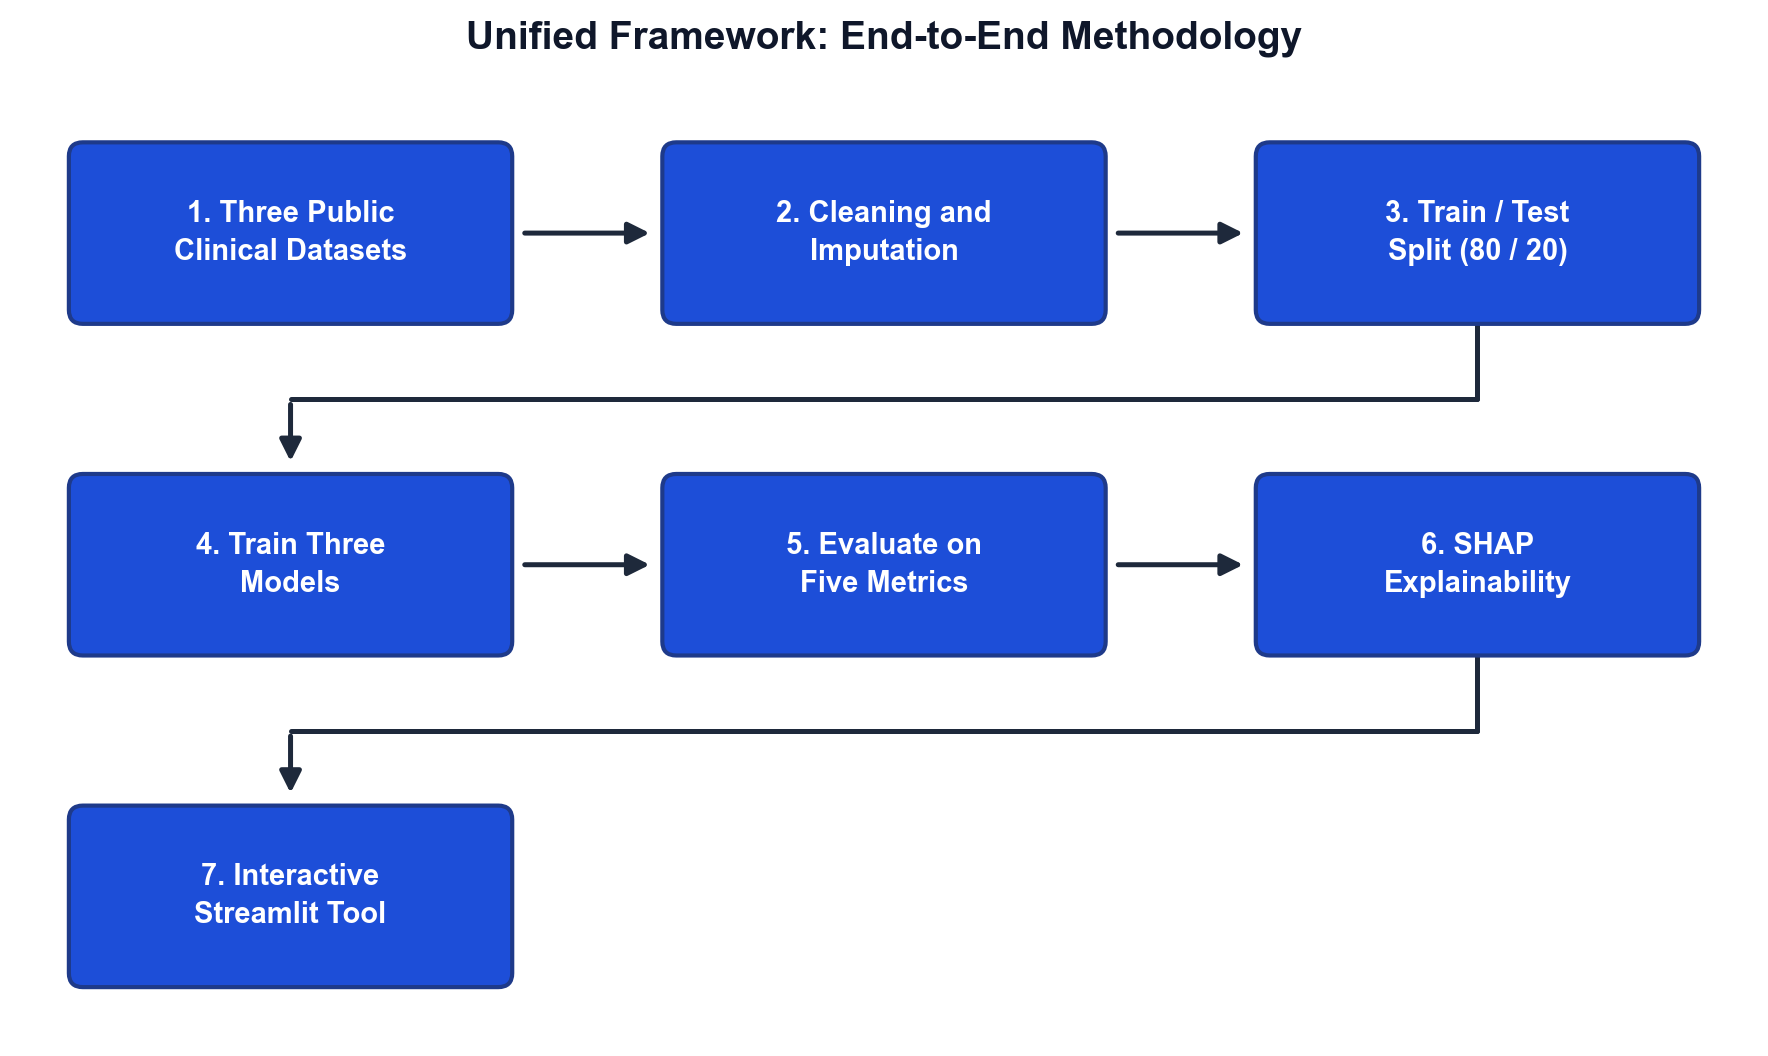 Unified Framework: End-to-End Methodology
1. Three Public
Clinical Datasets
2. Cleaning and
Imputation
3. Train / Test
Split (80 / 20)
4. Train Three
Models
5. Evaluate on
Five Metrics
6. SHAP
Explainability
7. Interactive
Streamlit Tool